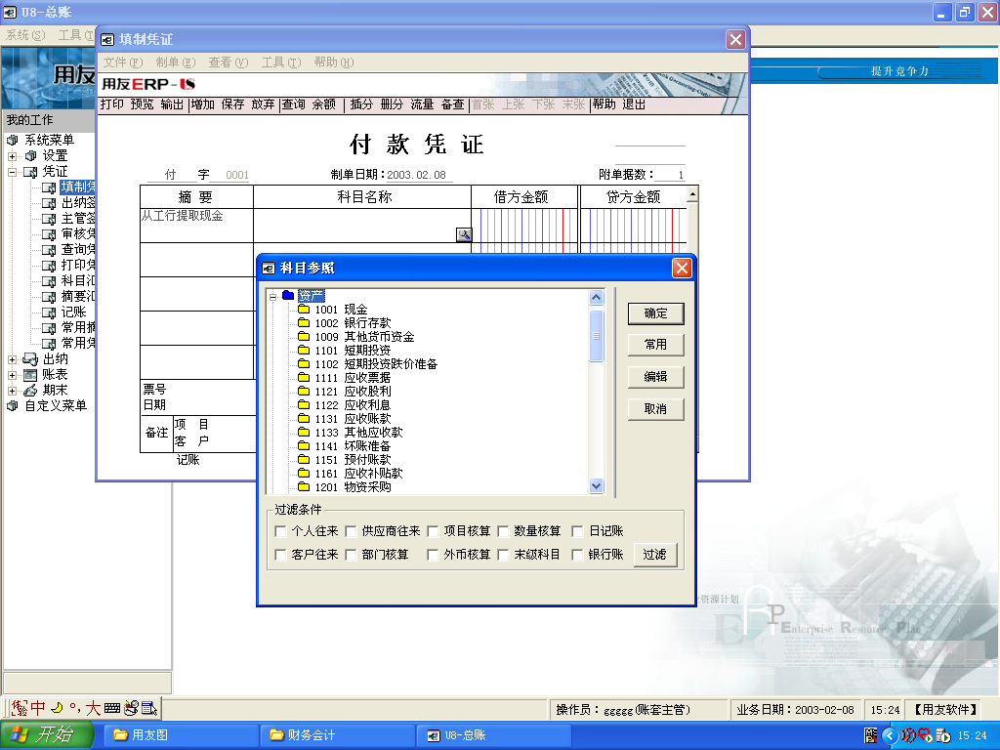 U8-总账
系统(S) 工具(T
提升竞争力
填制凭证
文件(F) 制单(E) 查看(V) 工具(T) 帮助(H)
用友
用友ERP-U8
打印 预览 输出 增加 保存 放弃 查询 余额 插分 删分 流量 备查 首张 上张 下张 末张 帮助 退出
我的工作
系统菜单
设置
凭证
填制凭
出纳签
主管签
审核凭
查询凭
打印凭
科目汇
摘要汇
记账
常用摘
常用凭
出纳
账表
期末
自定义菜单
付款凭证
付 字 0001 制单日期:2003.02.08 附单据数: 1
摘 要 科目名称 借方金额 贷方金额
从工行提取现金
票号
日期
备注 项 目
客 户
记账
科目参照
资产
1001 现金
1002 银行存款
1009 其他货币资金
1101 短期投资
1102 短期投资跌价准备
1111 应收票据
1121 应收股利
1122 应收利息
1131 应收账款
1133 其他应收款
1141 坏账准备
1151 预付账款
1161 应收补贴款
1201 物资采购
确定
常用
编辑
取消
过滤条件
个人往来 供应商往来 项目核算 数量核算 日记账
客户往来 部门核算 外币核算 末级科目 银行账 过滤
资源计划
ERP
Enterprise Resource Plan
中 大
操作员: ggggg(账套主管) 业务日期: 2003-02-08 15:24 【用友软件】
开始 用友图 财务会计 U8-总账 15:24